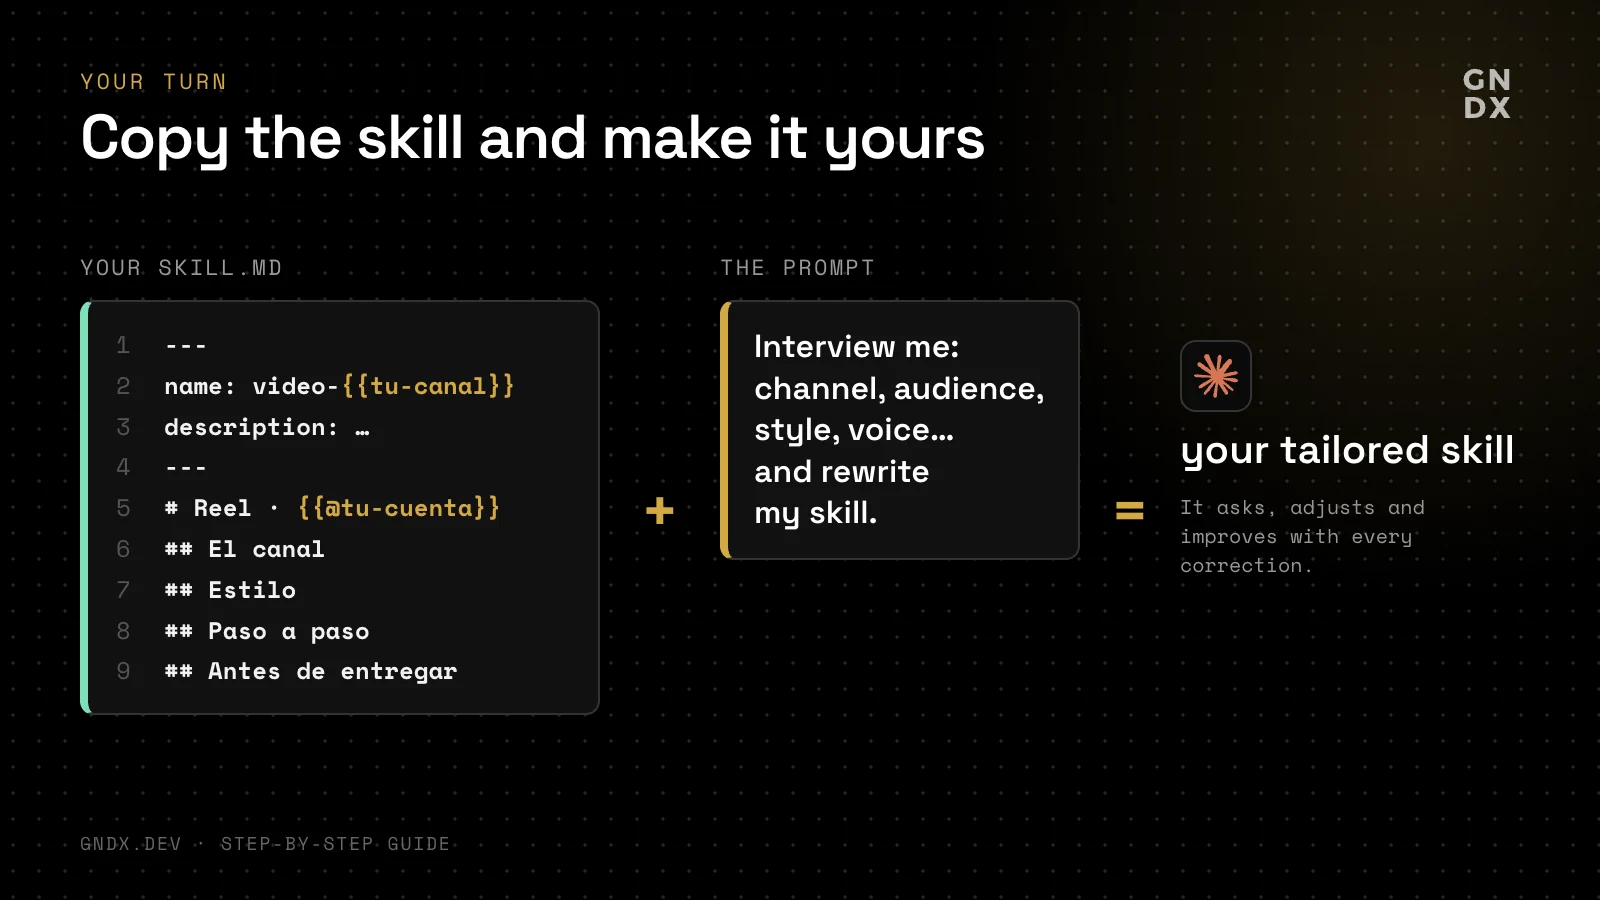 YOUR TURN
Copy the skill and make it yours
GN
DX
YOUR SKILL.MD
1 ---
2 name: video-{{tu-canal}}
3 description: …
4 ---
5 # Reel · {{@tu-cuenta}}
6 ## El canal
7 ## Estilo
8 ## Paso a paso
9 ## Antes de entregar
+
THE PROMPT
Interview me:
channel, audience,
style, voice…
and rewrite
my skill.
=
your tailored skill
It asks, adjusts and
improves with every
correction.
GNDX.DEV · STEP-BY-STEP GUIDE